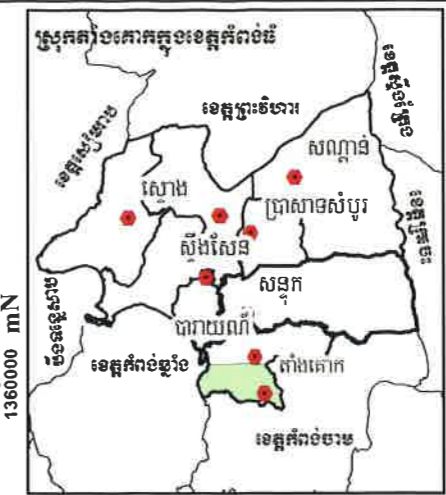 ស្រុកតាំងគោកក្នុងខេត្តកំពង់ធំ
ខេត្តព្រះវិហារ
ខេត្តស្ទឹងត្រែង
ខេត្តសៀមរាប
សណ្តាន់
ស្ទោង
ប្រាសាទសំបូរ
ខេត្តក្រចេះ
ស្ទឹងសែន
សន្ទុក
បឹងទន្លេសាប
បារាយណ៍
ខេត្តកំពង់ឆ្នាំង
តាំងគោក
ខេត្តកំពង់ចាម
1360000 mN